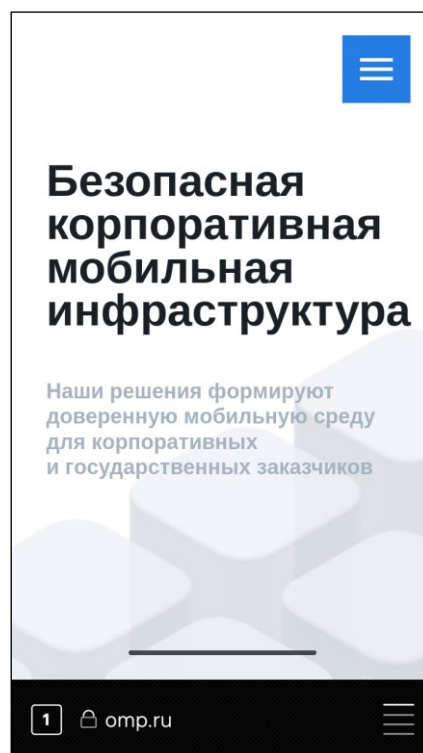 Безопасная
корпоративная
мобильная
инфраструктура
Наши решения формируют
доверенную мобильную среду
для корпоративных
и государственных заказчиков
1 omp.ru